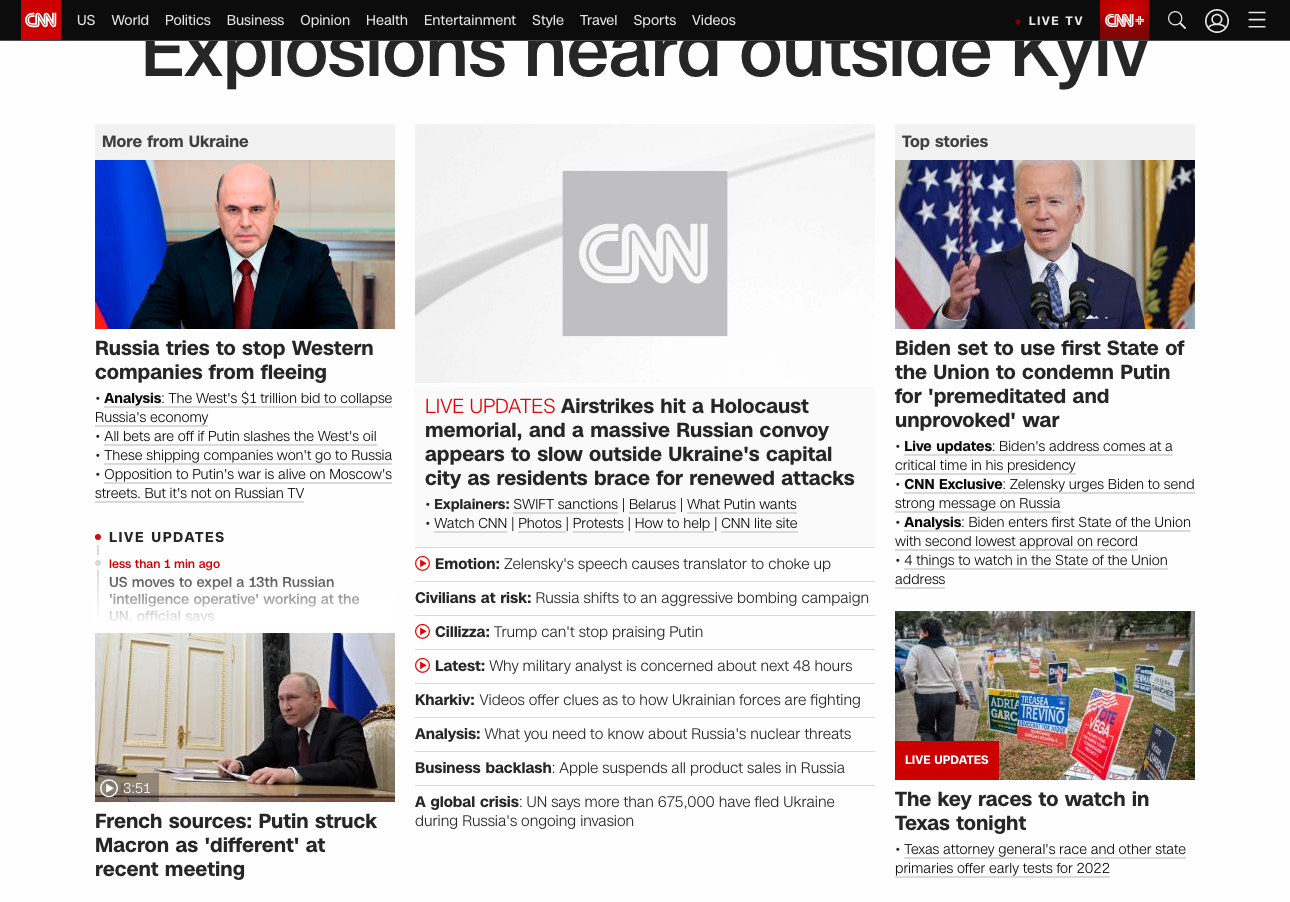 CNN US World Politics Business Opinion Health Entertainment Style Travel Sports Videos LIVE TV CNN+
Explosions heard outside Kyiv
More from Ukraine
Russia tries to stop Western
companies from fleeing
• Analysis: The West's $1 trillion bid to collapse
Russia's economy
• All bets are off if Putin slashes the West's oil
• These shipping companies won't go to Russia
• Opposition to Putin's war is alive on Moscow's
streets. But it's not on Russian TV
LIVE UPDATES
less than 1 min ago
US moves to expel a 13th Russian
'intelligence operative' working at the
UN, official says
3:51
French sources: Putin struck
Macron as 'different' at
recent meeting
CNN
LIVE UPDATES Airstrikes hit a Holocaust
memorial, and a massive Russian convoy
appears to slow outside Ukraine's capital
city as residents brace for renewed attacks
• Explainers: SWIFT sanctions | Belarus | What Putin wants
• Watch CNN | Photos | Protests | How to help | CNN lite site
Emotion: Zelensky's speech causes translator to choke up
Civilians at risk: Russia shifts to an aggressive bombing campaign
Cillizza: Trump can't stop praising Putin
Latest: Why military analyst is concerned about next 48 hours
Kharkiv: Videos offer clues as to how Ukrainian forces are fighting
Analysis: What you need to know about Russia's nuclear threats
Business backlash: Apple suspends all product sales in Russia
A global crisis: UN says more than 675,000 have fled Ukraine
during Russia's ongoing invasion
Top stories
Biden set to use first State of
the Union to condemn Putin
for 'premeditated and
unprovoked' war
• Live updates: Biden's address comes at a
critical time in his presidency
• CNN Exclusive: Zelensky urges Biden to send
strong message on Russia
• Analysis: Biden enters first State of the Union
with second lowest approval on record
• 4 things to watch in the State of the Union
address
TREASEA
TREVINO
VOTE
VEGA
LIVE UPDATES
The key races to watch in
Texas tonight
• Texas attorney general's race and other state
primaries offer early tests for 2022